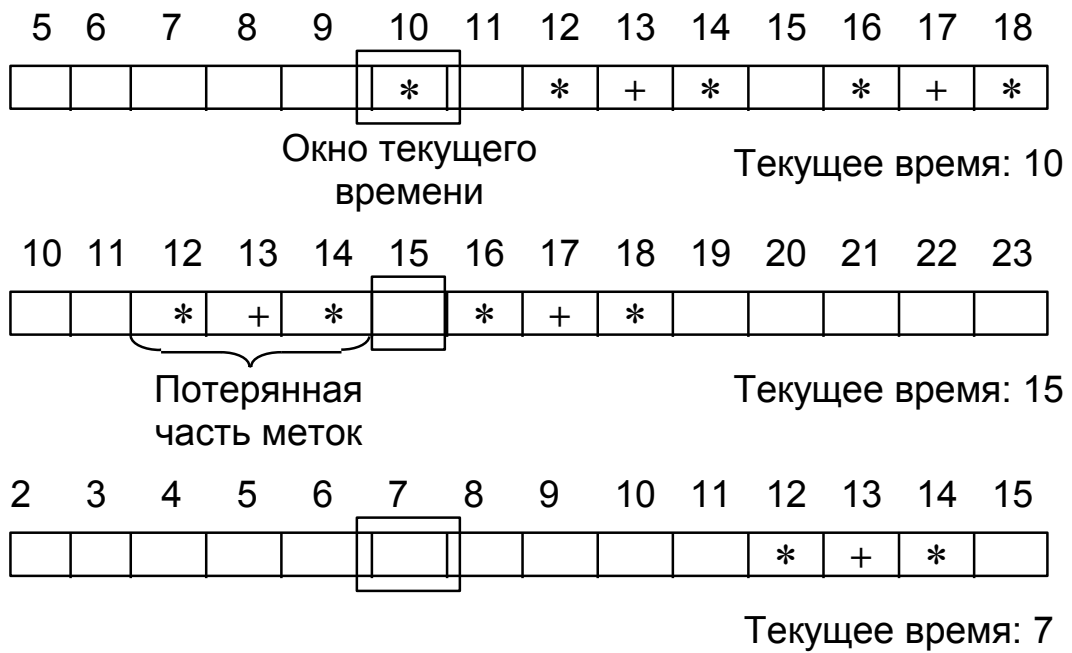 5 6 7 8 9 10 11 12 13 14 15 16 17 18
* * + * * + *
Окно текущего
времени
Текущее время: 10
10 11 12 13 14 15 16 17 18 19 20 21 22 23
* + * * + *
Потерянная
часть меток
Текущее время: 15
2 3 4 5 6 7 8 9 10 11 12 13 14 15
* + *
Текущее время: 7